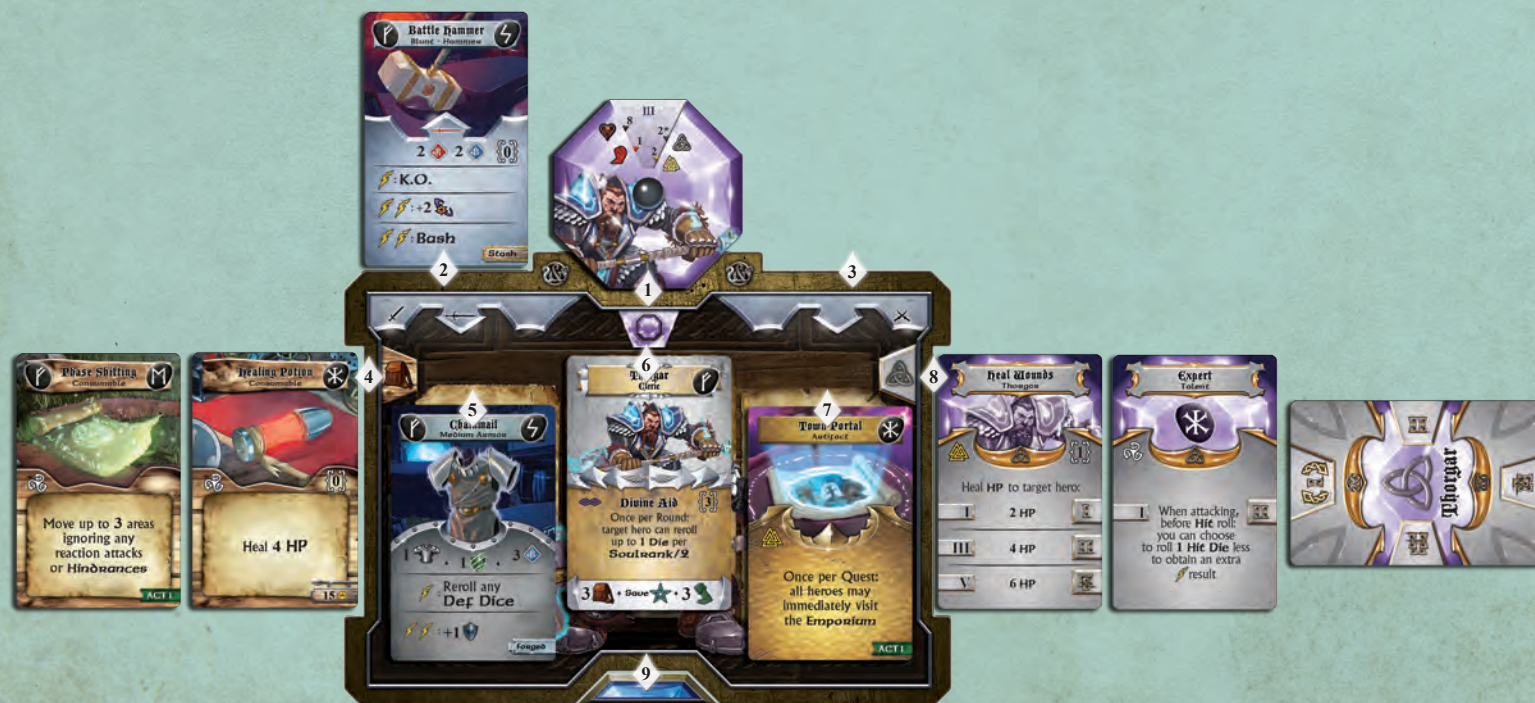 Battle Hammer
Blunt - Hammer
2 2 0
: K.O.
: +2
: Bash
Stash
III
8
2*
1
2
1
2
3
Phase Shifting
Consumable
Move up to 3 areas
ignoring any
reaction attacks
or Hindrances
ACT I
Healing Potion
Consumable
0
Heal 4 HP
15
4
5
Chainmail
Medium Armor
1 · 1 · 3
: Reroll any
Def Dice
: +1
Forged
6
Thorgar
Cleric
Divine Aid
3
Once per Round:
target hero can reroll
up to 1 Die per
Soulrank/2
3 · Save · 3
7
Town Portal
Artifact
Once per Quest:
all heroes may
immediately visit
the Emporium
ACT I
8
Heal Wounds
Thorgar
1
Heal HP to target hero:
I 2 HP I
III 4 HP III
V 6 HP
Expert
Talent
I When attacking, III
before Hit roll:
you can choose
to roll 1 Hit Die less
to obtain an extra
result
Thorgar
9